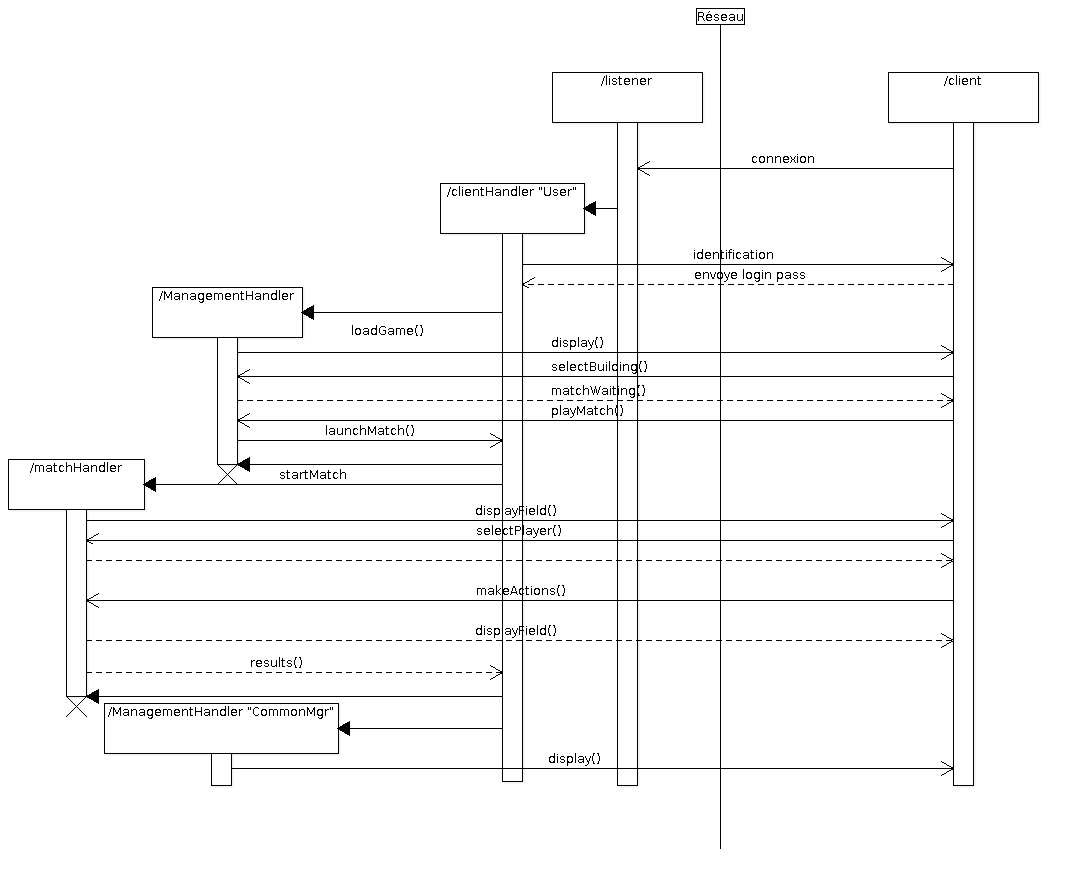 Réseau
/listener
/client
connexion
/clientHandler "User"
identification
envoye login pass
/ManagementHandler
loadGame()
display()
selectBuilding()
matchWaiting()
playMatch()
launchMatch()
/matchHandler
startMatch
displayField()
selectPlayer()
makeActions()
displayField()
results()
/ManagementHandler "CommonMgr"
display()